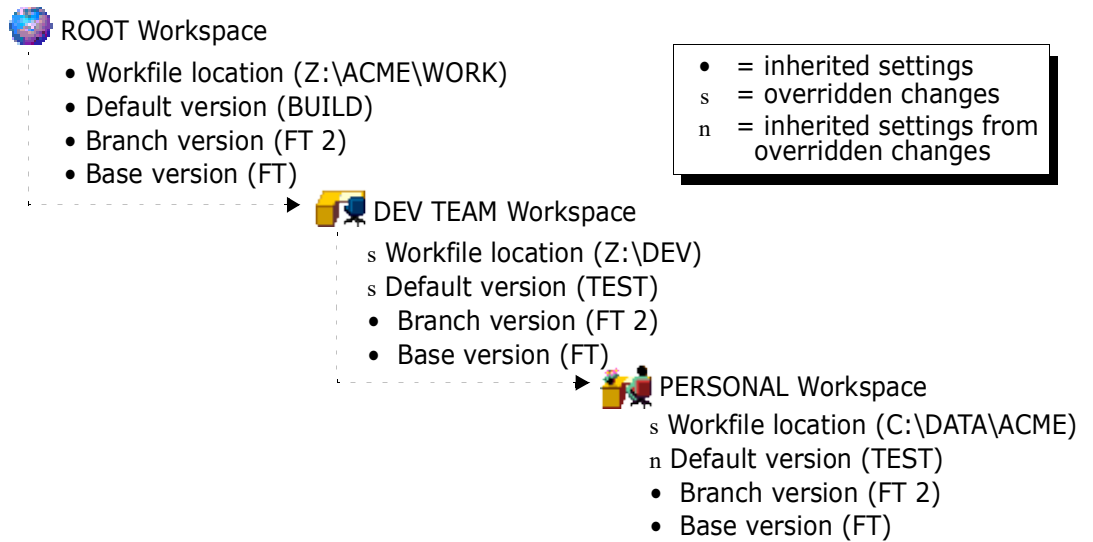 ROOT Workspace
• Workfile location (Z:\ACME\WORK)
• Default version (BUILD)
• Branch version (FT 2)
• Base version (FT)
• = inherited settings
s = overridden changes
n = inherited settings from
overridden changes
DEV TEAM Workspace
s Workfile location (Z:\DEV)
s Default version (TEST)
• Branch version (FT 2)
• Base version (FT)
PERSONAL Workspace
s Workfile location (C:\DATA\ACME)
n Default version (TEST)
• Branch version (FT 2)
• Base version (FT)